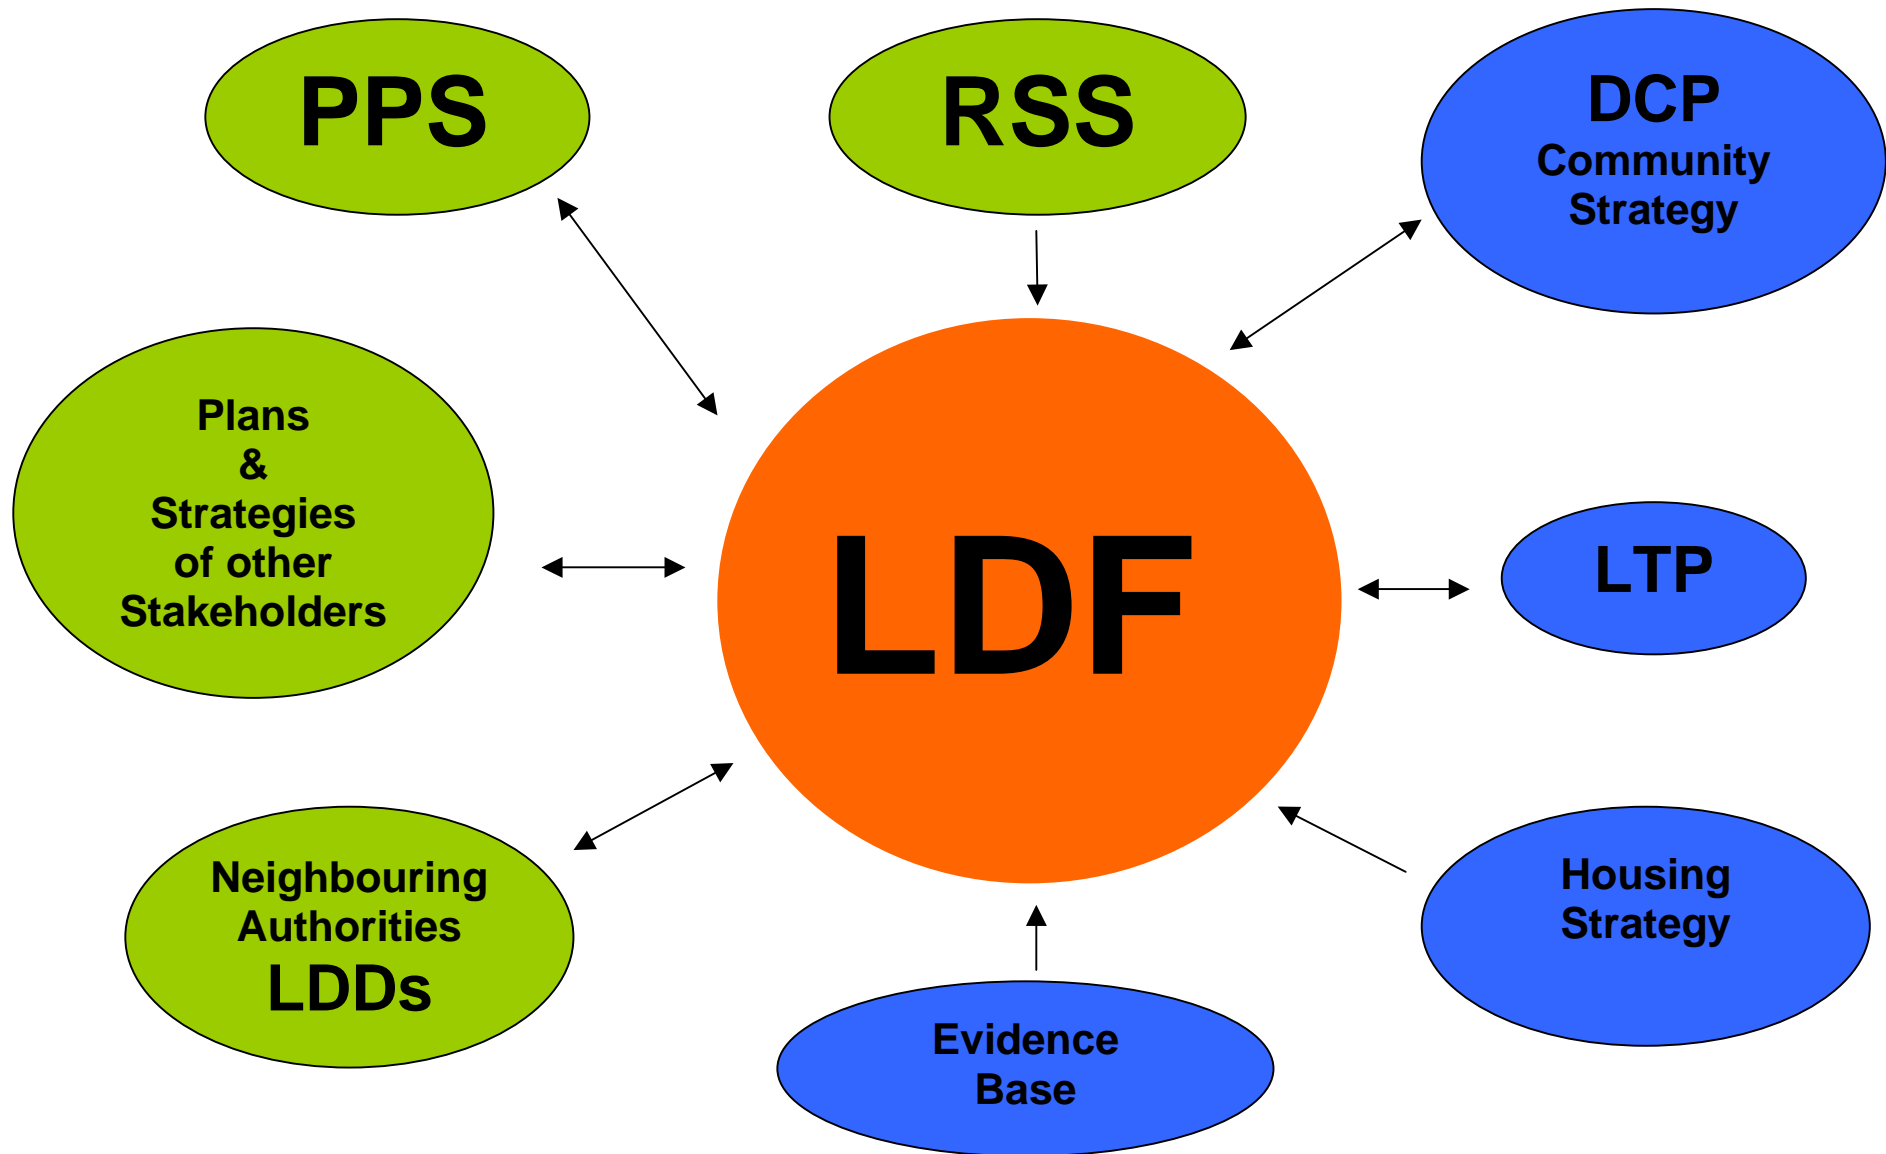 PPS
RSS
DCP
Community
Strategy
Plans
&
Strategies
of other
Stakeholders
LDF
LTP
Neighbouring
Authorities
LDDs
Housing
Strategy
Evidence
Base